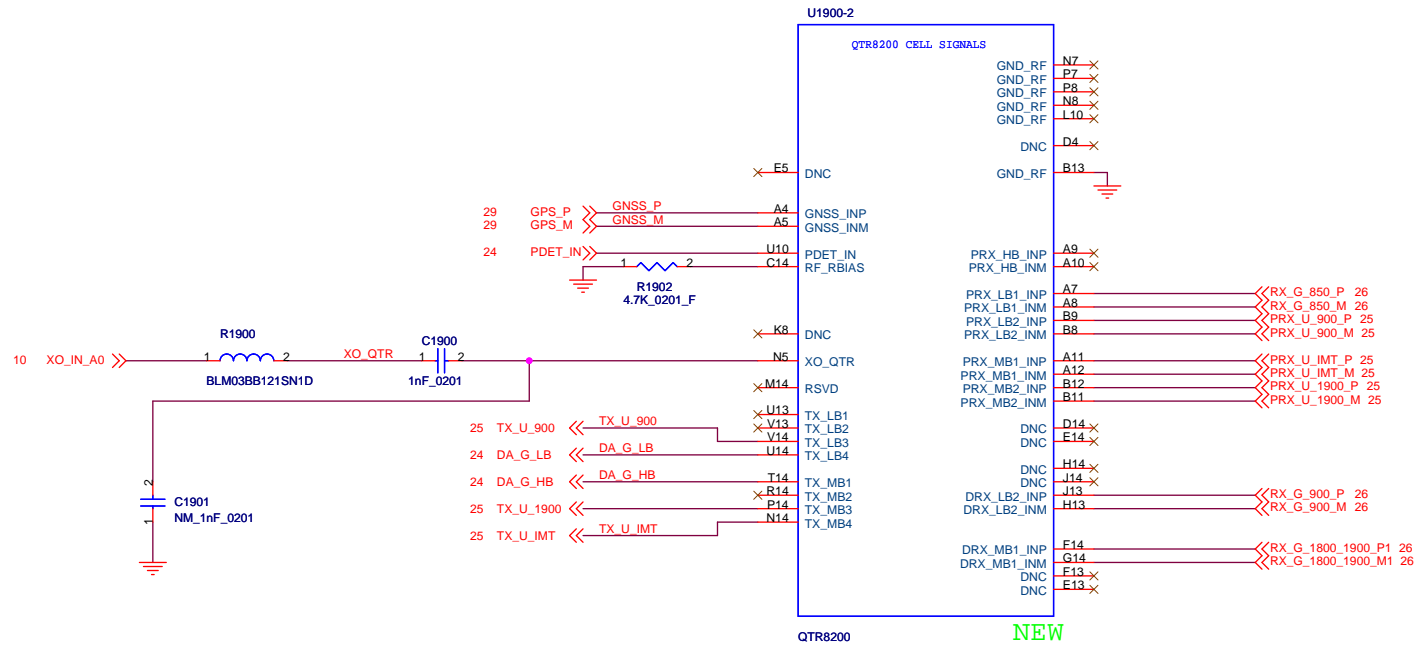 U1900-2
QTR8200 CELL SIGNALS
GND_RF N7
GND_RF P7
GND_RF P8
GND_RF N8
GND_RF L10
DNC D4
E5 DNC
GND_RF B13
29 GPS_P GNSS_P A4 GNSS_INP
29 GPS_M GNSS_M A5 GNSS_INM
24 PDET_IN U10 PDET_IN
PRX_HB_INP A9
1 2 C14 RF_RBIAS
PRX_HB_INM A10
R1902
4.7K_0201_F
PRX_LB1_INP A7 RX_G_850_P 26
PRX_LB1_INM A8 RX_G_850_M 26
PRX_LB2_INP B9 PRX_U_900_P 25
PRX_LB2_INM B8 PRX_U_900_M 25
K8 DNC
R1900
C1900
10 XO_IN_A0 1 2 XO_QTR 1 2 N5 XO_QTR
BLM03BB121SN1D
1nF_0201
PRX_MB1_INP A11 PRX_U_IMT_P 25
PRX_MB1_INM A12 PRX_U_IMT_M 25
PRX_MB2_INP B12 PRX_U_1900_P 25
PRX_MB2_INM B11 PRX_U_1900_M 25
M14 RSVD
U13 TX_LB1
V13 TX_LB2
25 TX_U_900 TX_U_900 V14 TX_LB3
24 DA_G_LB DA_G_LB U14 TX_LB4
DNC D14
DNC E14
DNC H14
DNC J14
24 DA_G_HB DA_G_HB T14 TX_MB1
R14 TX_MB2
25 TX_U_1900 P14 TX_MB3
25 TX_U_IMT TX_U_IMT N14 TX_MB4
DRX_LB2_INP J13 RX_G_900_P 26
DRX_LB2_INM H13 RX_G_900_M 26
2
C1901
1
NM_1nF_0201
DRX_MB1_INP F14 RX_G_1800_1900_P1 26
DRX_MB1_INM G14 RX_G_1800_1900_M1 26
DNC F13
DNC E13
QTR8200
NEW